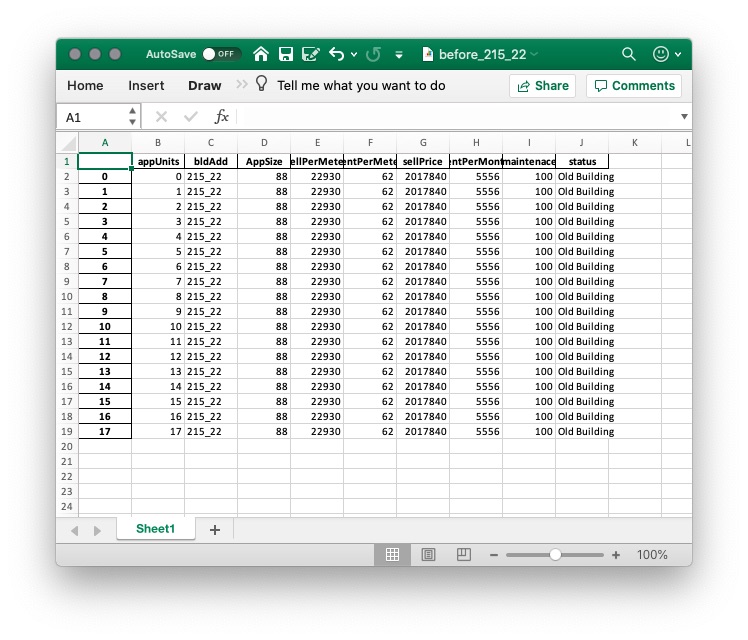 AutoSave OFF before_215_22
Home Insert Draw Tell me what you want to do Share Comments
A1 fx
A B C D E F G H I J K L
1 appUnits bldAdd AppSize ellPerMete entPerMete sellPrice entPerMont maintenace status
2 0 0 215_22 88 22930 62 2017840 5556 100 Old Building
3 1 1 215_22 88 22930 62 2017840 5556 100 Old Building
4 2 2 215_22 88 22930 62 2017840 5556 100 Old Building
5 3 3 215_22 88 22930 62 2017840 5556 100 Old Building
6 4 4 215_22 88 22930 62 2017840 5556 100 Old Building
7 5 5 215_22 88 22930 62 2017840 5556 100 Old Building
8 6 6 215_22 88 22930 62 2017840 5556 100 Old Building
9 7 7 215_22 88 22930 62 2017840 5556 100 Old Building
10 8 8 215_22 88 22930 62 2017840 5556 100 Old Building
11 9 9 215_22 88 22930 62 2017840 5556 100 Old Building
12 10 10 215_22 88 22930 62 2017840 5556 100 Old Building
13 11 11 215_22 88 22930 62 2017840 5556 100 Old Building
14 12 12 215_22 88 22930 62 2017840 5556 100 Old Building
15 13 13 215_22 88 22930 62 2017840 5556 100 Old Building
16 14 14 215_22 88 22930 62 2017840 5556 100 Old Building
17 15 15 215_22 88 22930 62 2017840 5556 100 Old Building
18 16 16 215_22 88 22930 62 2017840 5556 100 Old Building
19 17 17 215_22 88 22930 62 2017840 5556 100 Old Building
20
21
22
23
24
Sheet1 +
100%